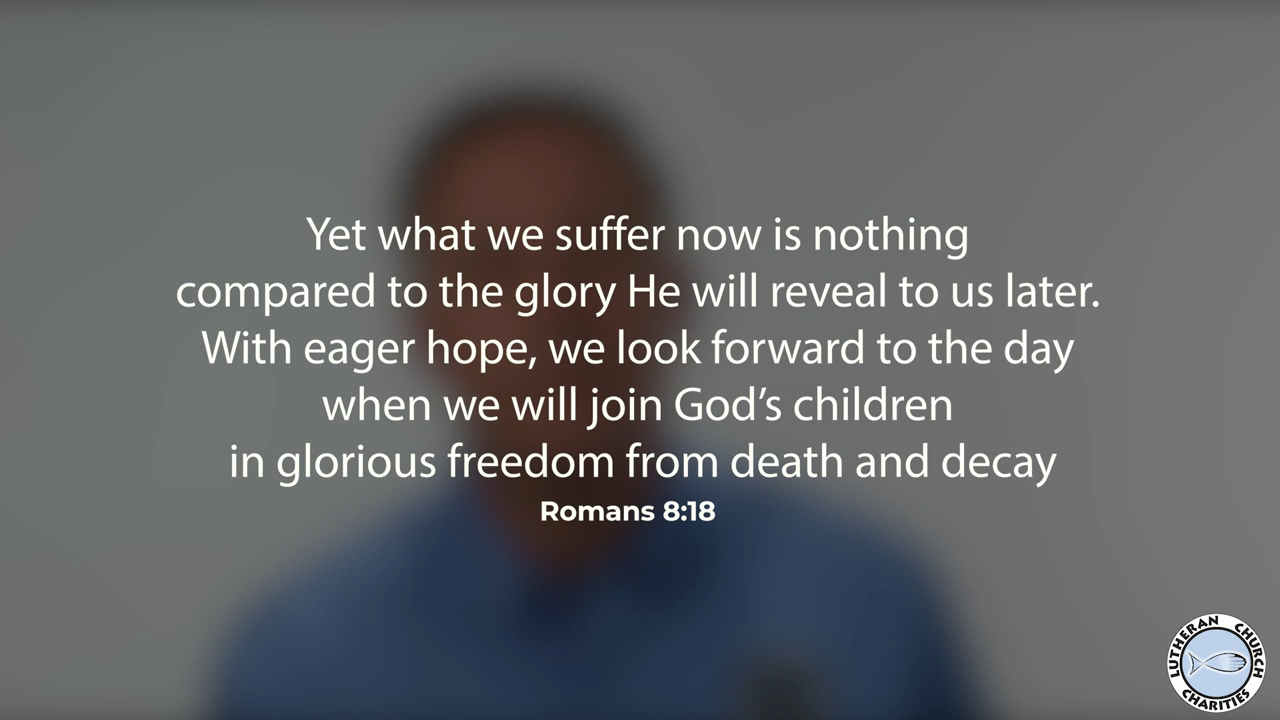 Yet what we suffer now is nothing
compared to the glory He will reveal to us later.
With eager hope, we look forward to the day
when we will join God’s children
in glorious freedom from death and decay
Romans 8:18
LUTHERAN CHURCH
CHARITIES